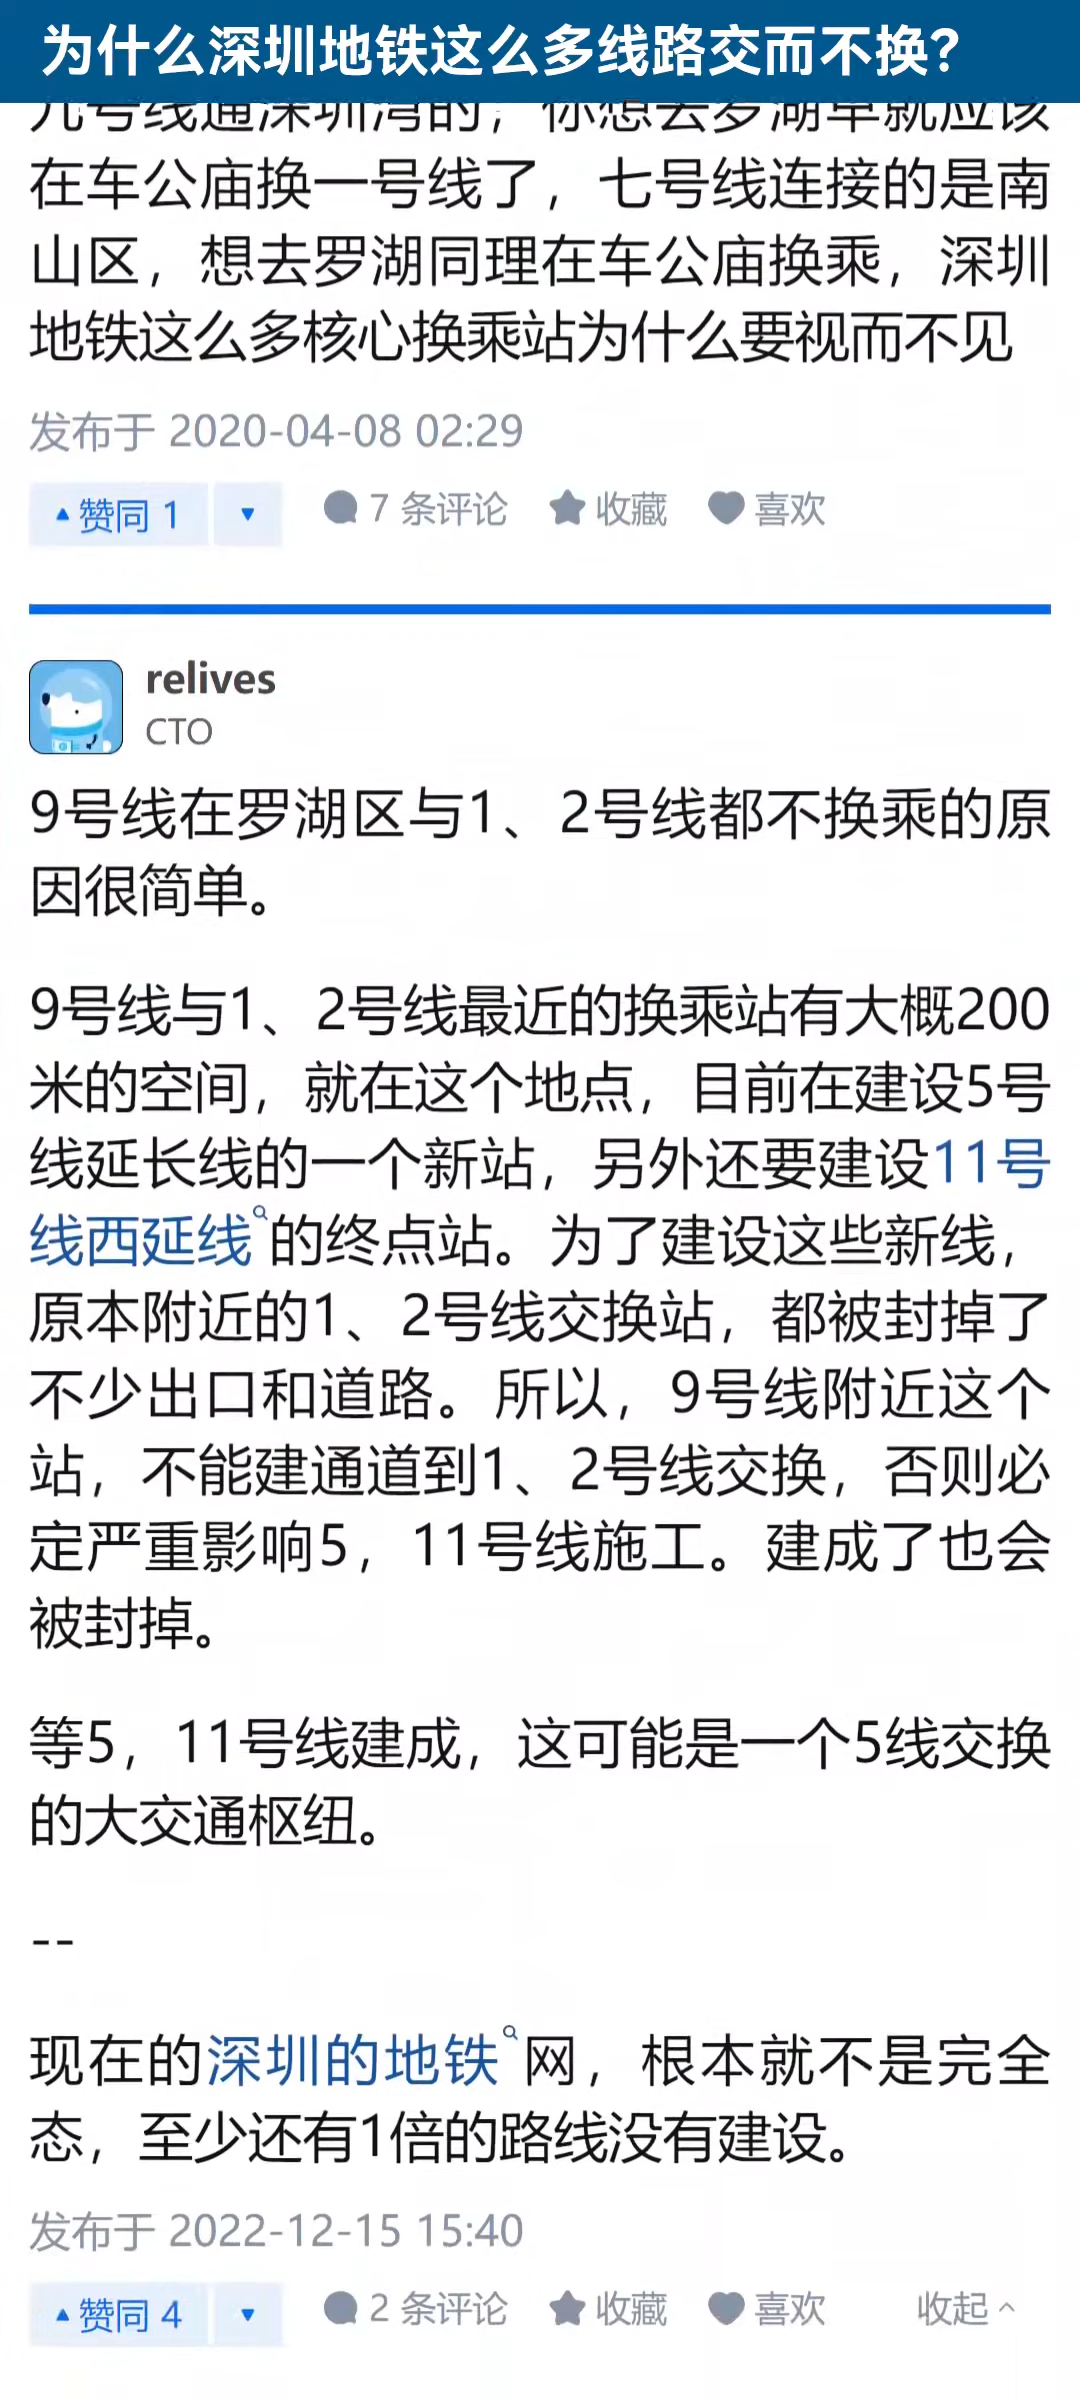 为什么深圳地铁这么多线路交而不换?
九号线通深圳湾的，你想去罗湖早就应该
在车公庙换一号线了，七号线连接的是南
山区，想去罗湖同理在车公庙换乘，深圳
地铁这么多核心换乘站为什么要视而不见
发布于 2020-04-08 02:29
赞同 1
7 条评论
收藏
喜欢
relives
CTO
9号线在罗湖区与1、2号线都不换乘的原
因很简单。
9号线与1、2号线最近的换乘站有大概200
米的空间，就在这个地点，目前在建设5号
线延长线的一个新站，另外还要建设11号
线西延线的终点站。为了建设这些新线，
原本附近的1、2号线交换站，都被封掉了
不少出口和道路。所以，9号线附近这个
站，不能建通道到1、2号线交换，否则必
定严重影响5，11号线施工。建成了也会
被封掉。
等5，11号线建成，这可能是一个5线交换
的大交通枢纽。
--
现在的深圳的地铁网，根本就不是完全
态，至少还有1倍的路线没有建设。
发布于 2022-12-15 15:40
赞同 4
2 条评论
收藏
喜欢
收起